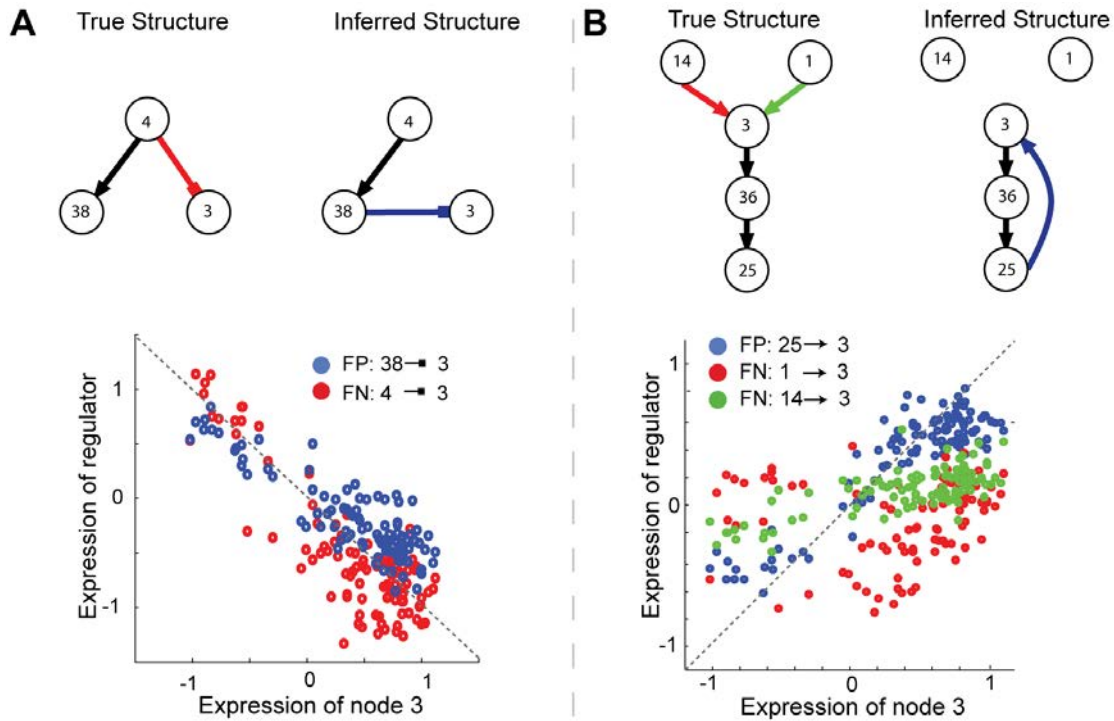 A
True Structure
Inferred Structure
4
38
3
4
38
3
FP: 38 3
FN: 4 3
1
0
-1
Expression of regulator
-1
0
1
Expression of node 3
B
True Structure
Inferred Structure
14
1
3
36
25
14
1
3
36
25
FP: 25→ 3
FN: 1 → 3
FN: 14→ 3
1
0
-1
Expression of regulator
-1
0
1
Expression of node 3